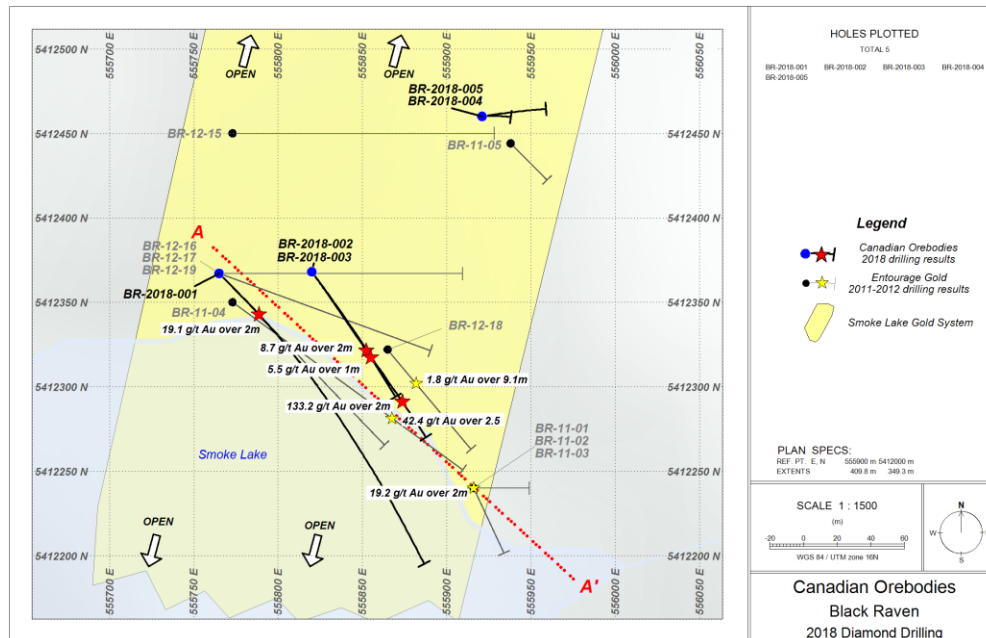 5412500 N
5412450 N
5412400 N
5412350 N
5412300 N
5412250 N
5412200 N
555700 E
555750 E
555800 E
555850 E
555900 E
555950 E
556000 E
OPEN
OPEN
BR-2018-005
BR-2018-004
BR-12-15
BR-11-05
A
BR-12-16
BR-12-17
BR-12-19
BR-2018-002
BR-2018-003
BR-2018-001
BR-11-04
19.1 g/t Au over 2m
8.7 g/t Au over 2m
5.5 g/t Au over 1m
BR-12-18
1.8 g/t Au over 9.1m
133.2 g/t Au over 2m
42.4 g/t Au over 2.5
BR-11-01
BR-11-02
BR-11-03
Smoke Lake
19.2 g/t Au over 2m
OPEN
OPEN
A'
555700 E
555750 E
555800 E
555850 E
555900 E
555950 E
556000 E
HOLES PLOTTED
TOTAL 5
BR-2018-001 BR-2018-002 BR-2018-003 BR-2018-004
BR-2018-005
Legend
Canadian Orebodies
2018 drilling results
Entourage Gold
2011-2012 drilling results
Smoke Lake Gold System
PLAN SPECS:
REF. PT. E, N 555900 m 5412000 m
EXTENTS 409.8 m 349.3 m
SCALE 1 : 1500
(m)
-20 0 20 40 60
WGS 84 / UTM zone 16N
N
W E
S
Canadian Orebodies
Black Raven
2018 Diamond Drilling